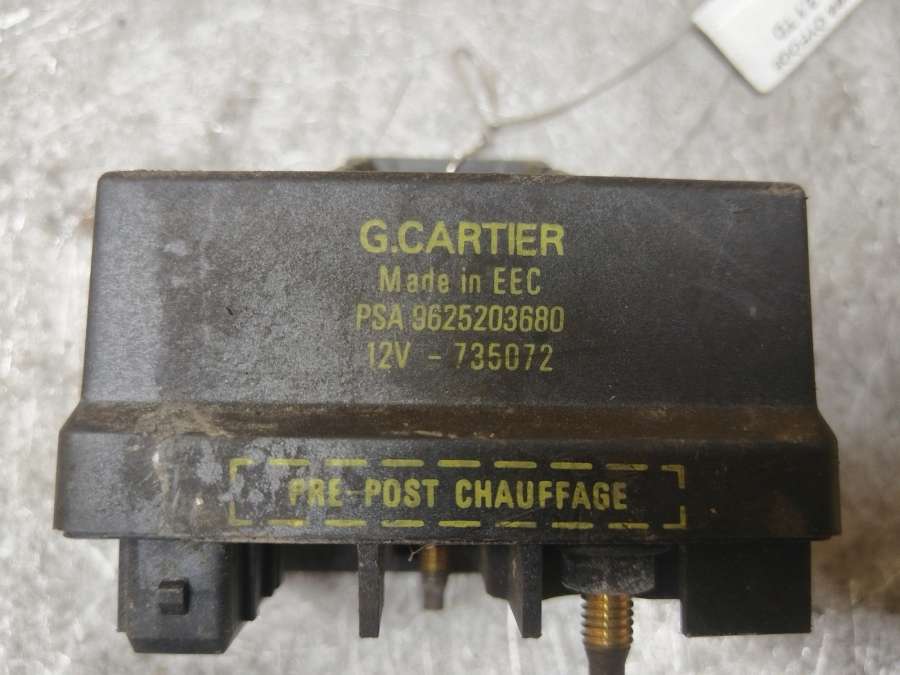 G.CARTIER
Made in EEC
PSA 9625203680
12V - 735072
PRE-POST CHAUFFAGE